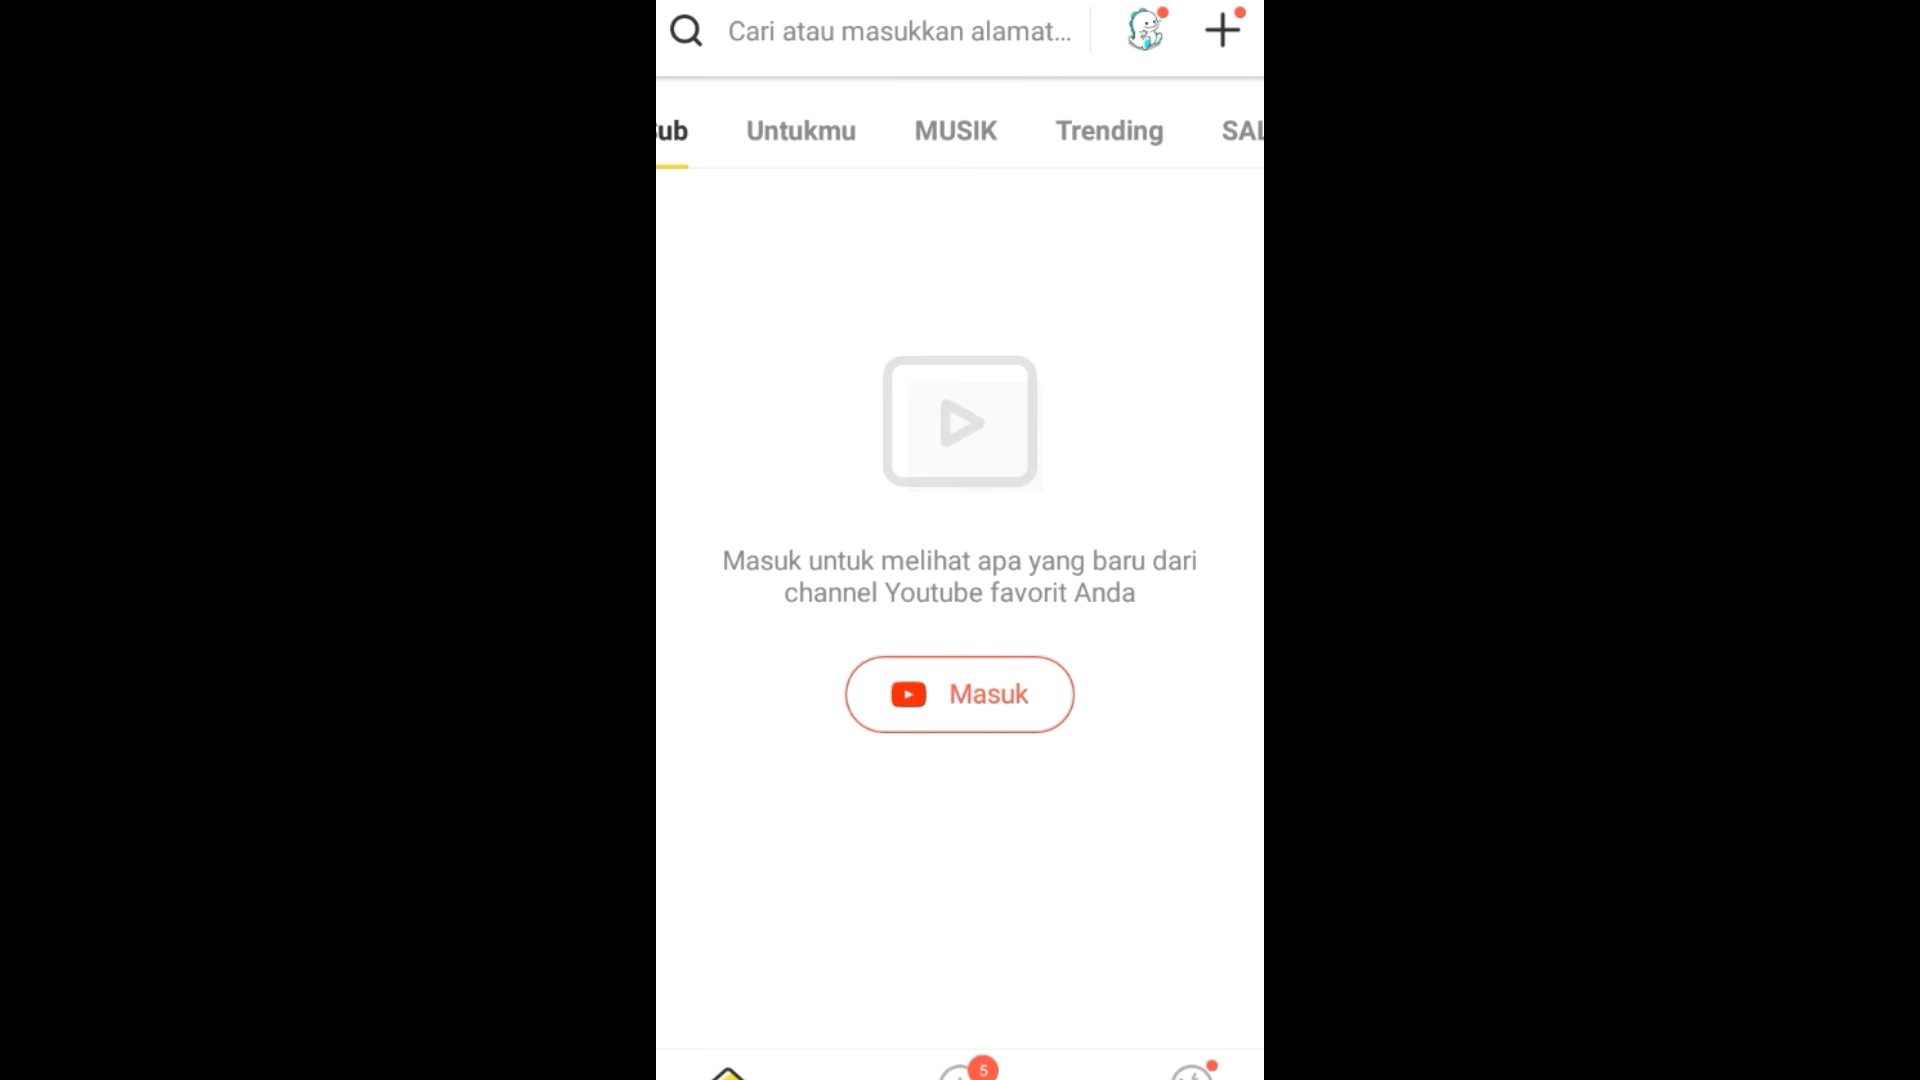 Cari atau masukkan alamat...
ub Untukmu MUSIK Trending SAL
Masuk untuk melihat apa yang baru dari
channel Youtube favorit Anda
Masuk
5